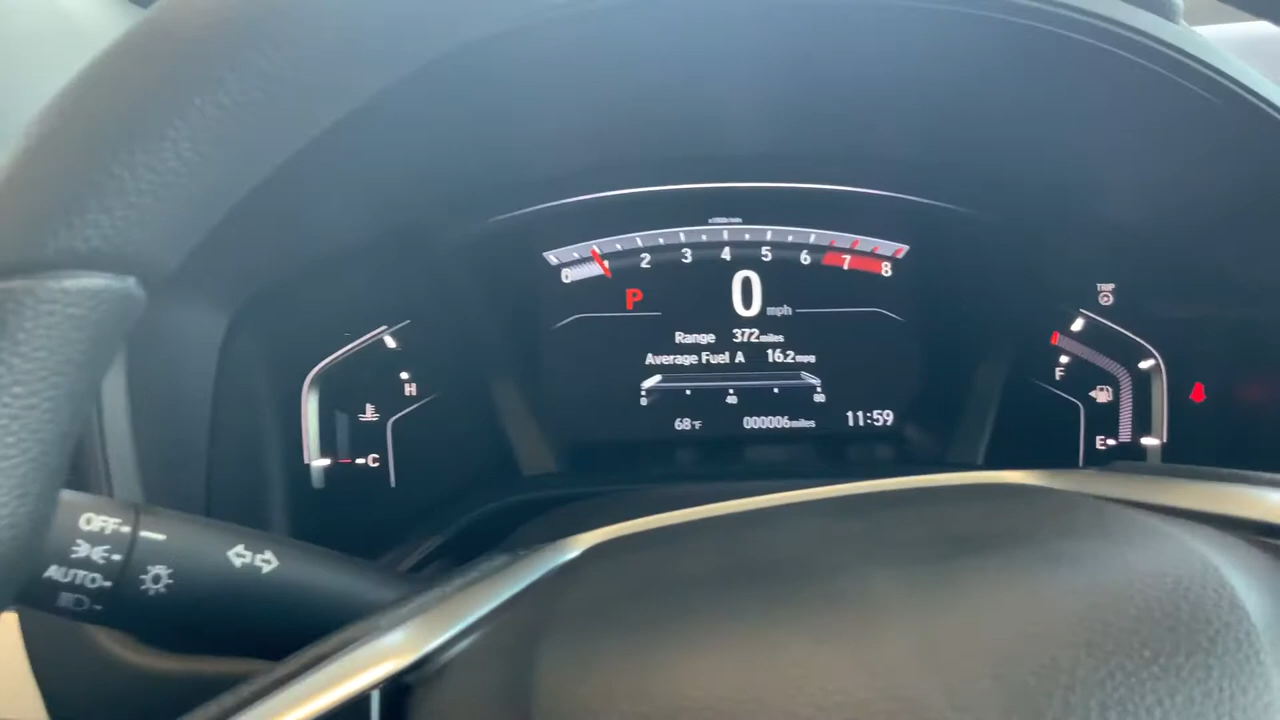 0 2 3 4 5 6 7 8
P
0 mph
Range 372 miles
Average Fuel A 16.2 mpg
0 40 80
68°F 000006 miles 11:59
H
C
TRIP
F
E
OFF
AUTO